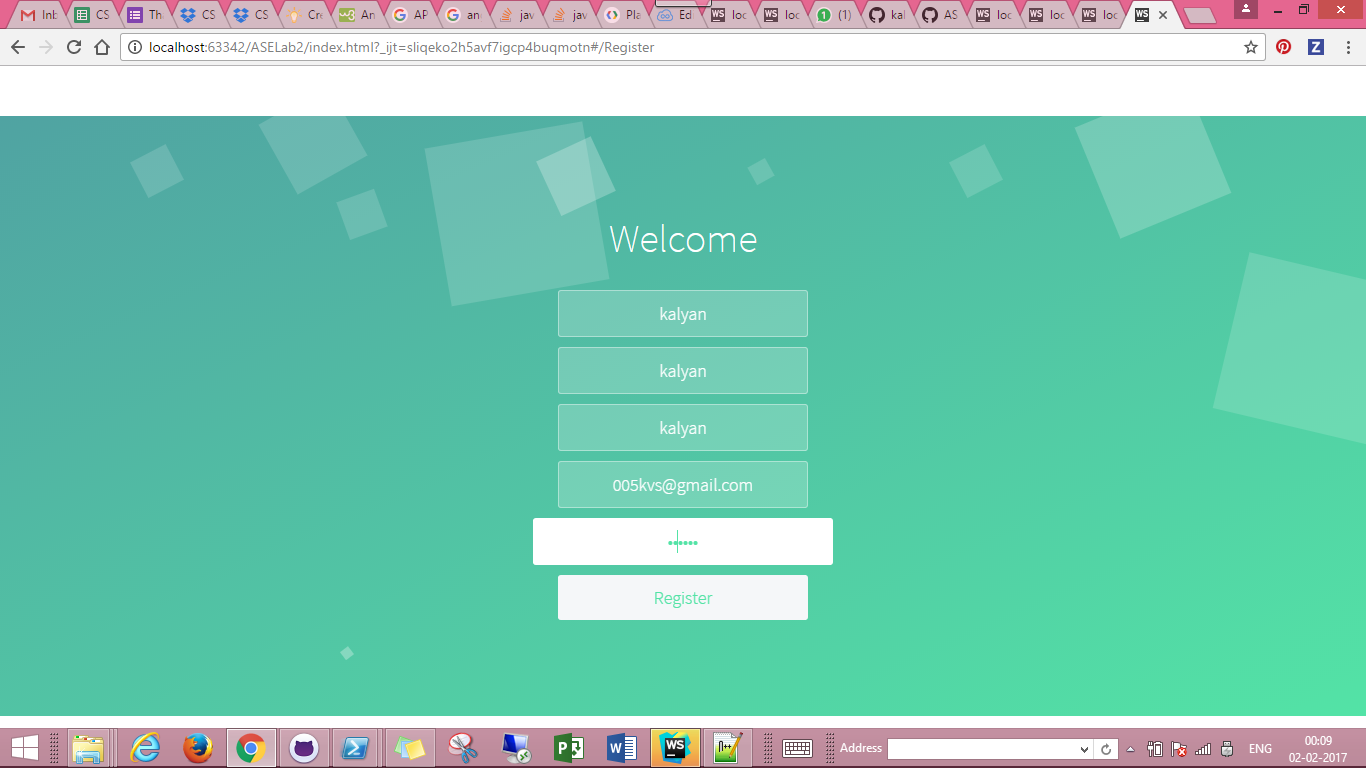 Inb
CS
Th
CS
CS
Cre
An
AP
an
jav
jav
Pla
Ed
loc
loc
(1)
kal
AS
loc
loc
loc
localhost:63342/ASELab2/index.html?_ijt=sliqeko2h5avf7igcp4buqmotn#/Register
Welcome
kalyan
kalyan
kalyan
005kvs@gmail.com
••••••
Register
Address
ENG
00:09
02-02-2017